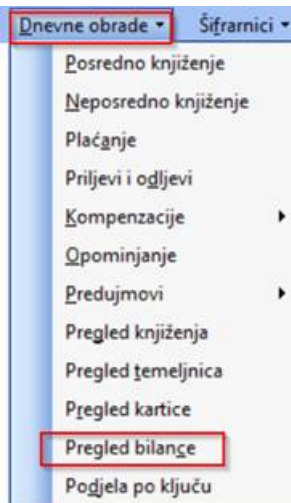 Dnevne obrade Šifrarnici
Posredno knjiženje
Neposredno knjiženje
Plaćanje
Priljevi i odljevi
Kompenzacije
Opominjanje
Predujmovi
Pregled knjiženja
Pregled temeljnica
Pregled kartice
Pregled bilance
Podjela po ključu